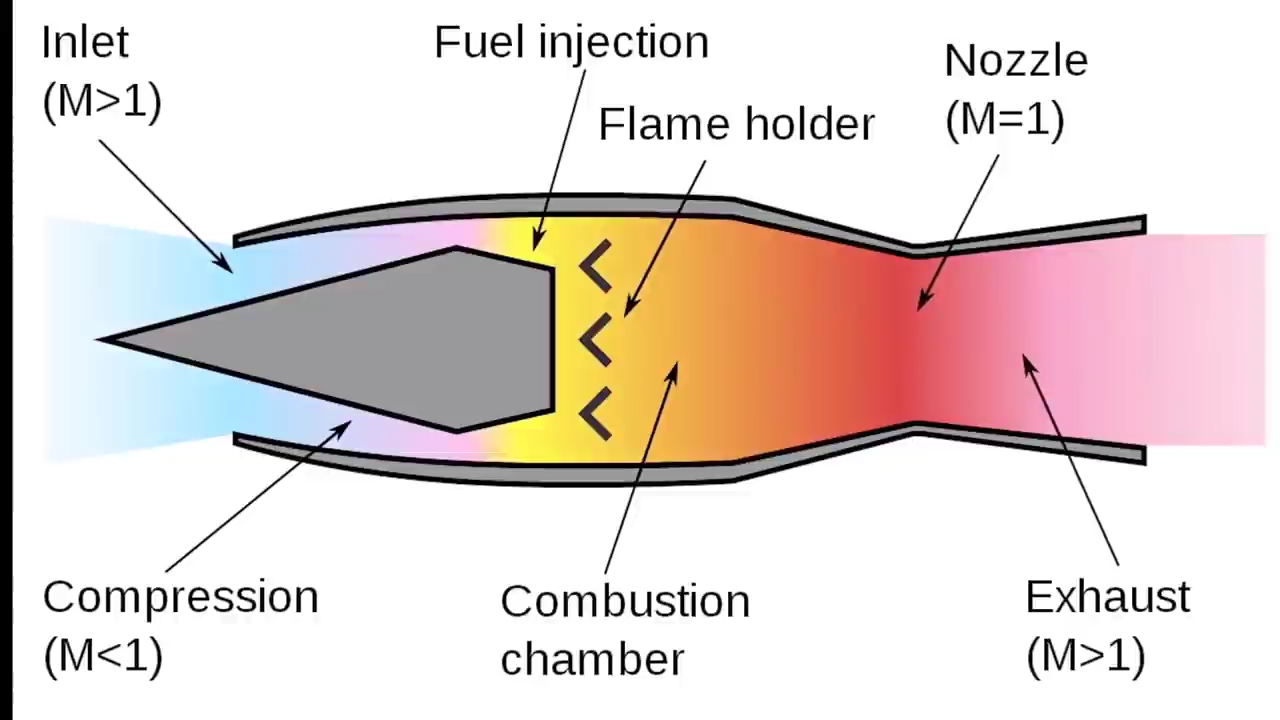 Inlet
(M>1)
Fuel injection
Flame holder
Nozzle
(M=1)
Compression
(M<1)
Combustion
chamber
Exhaust
(M>1)